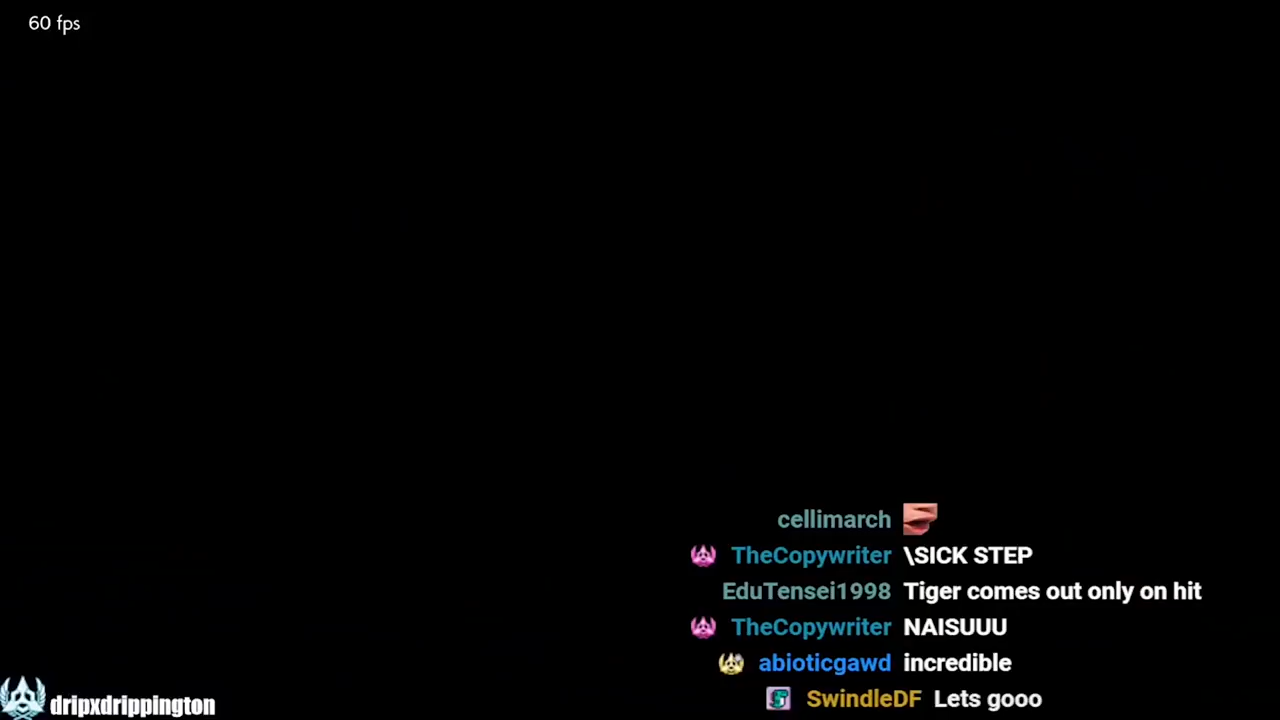 60 fps
cellimarch
TheCopywriter \SICK STEP
EduTensei1998 Tiger comes out only on hit
TheCopywriter NAISUUU
abioticgawd incredible
SwindleDF Lets gooo
dripxdrippington